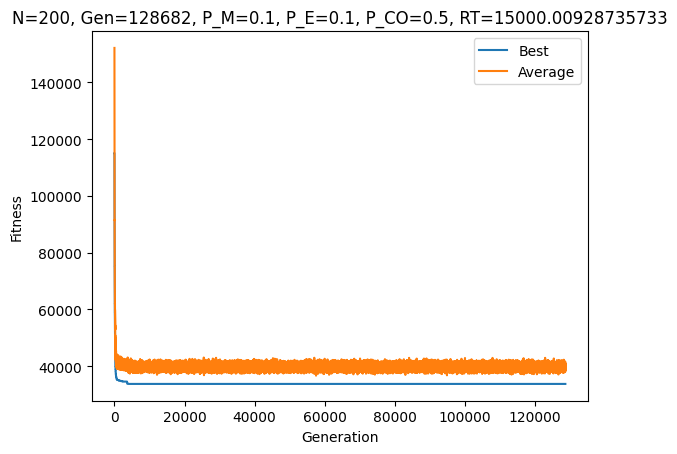 N=200, Gen=128682, P_M=0.1, P_E=0.1, P_CO=0.5, RT=15000.00928735733
Best
Average
140000
120000
100000
80000
60000
40000
Fitness
0 20000 40000 60000 80000 100000 120000
Generation